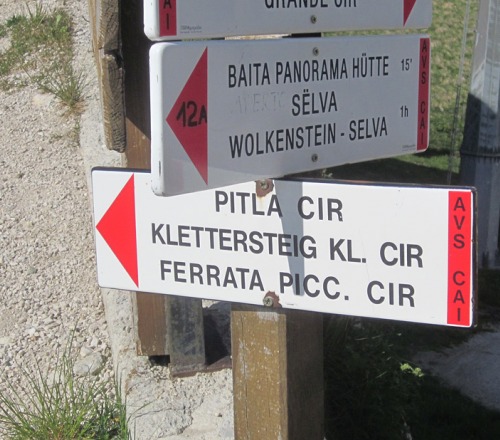 GRANDE CIR
CAI
12A
BAITA PANORAMA HÜTTE 15'
SËLVA
WOLKENSTEIN - SELVA 1h
AVS CAI
PITLA CIR
KLETTERSTEIG KL. CIR
FERRATA PICC. CIR
AVS CAI